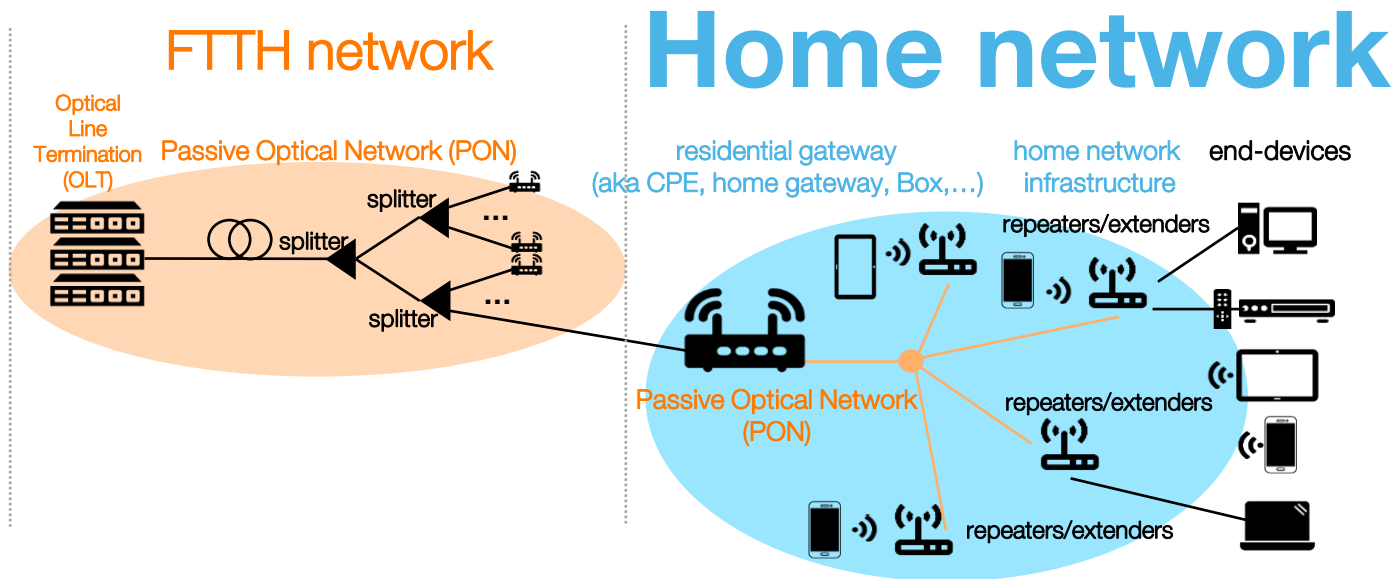 FTTH network
Home network
Optical
Line
Termination
(OLT)
Passive Optical Network (PON)
splitter
splitter
splitter
...
...
residential gateway
(aka CPE, home gateway, Box,...)
home network
infrastructure
end-devices
repeaters/extenders
Passive Optical Network
(PON)
repeaters/extenders
repeaters/extenders